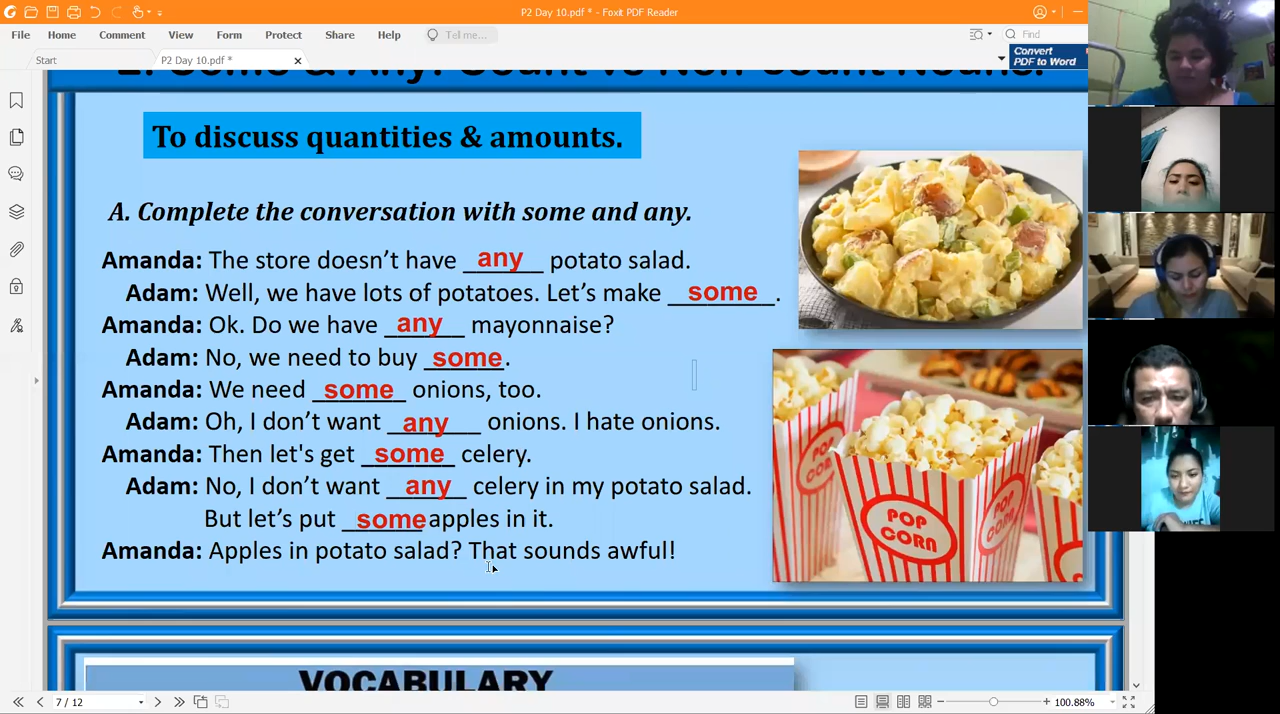 P2 Day 10.pdf * - Foxit PDF Reader
File Home Comment View Form Protect Share Help Tell me... Find
Start P2 Day 10.pdf * Convert PDF to Word
To discuss quantities & amounts.
A. Complete the conversation with some and any.
Amanda: The store doesn't have any potato salad.
Adam: Well, we have lots of potatoes. Let's make some.
Amanda: Ok. Do we have any mayonnaise?
Adam: No, we need to buy some.
Amanda: We need some onions, too.
Adam: Oh, I don't want any onions. I hate onions.
Amanda: Then let's get some celery.
Adam: No, I don't want any celery in my potato salad.
But let's put some apples in it.
Amanda: Apples in potato salad? That sounds awful!
POP CORN
VOCABULARY
7 / 12 100.88%